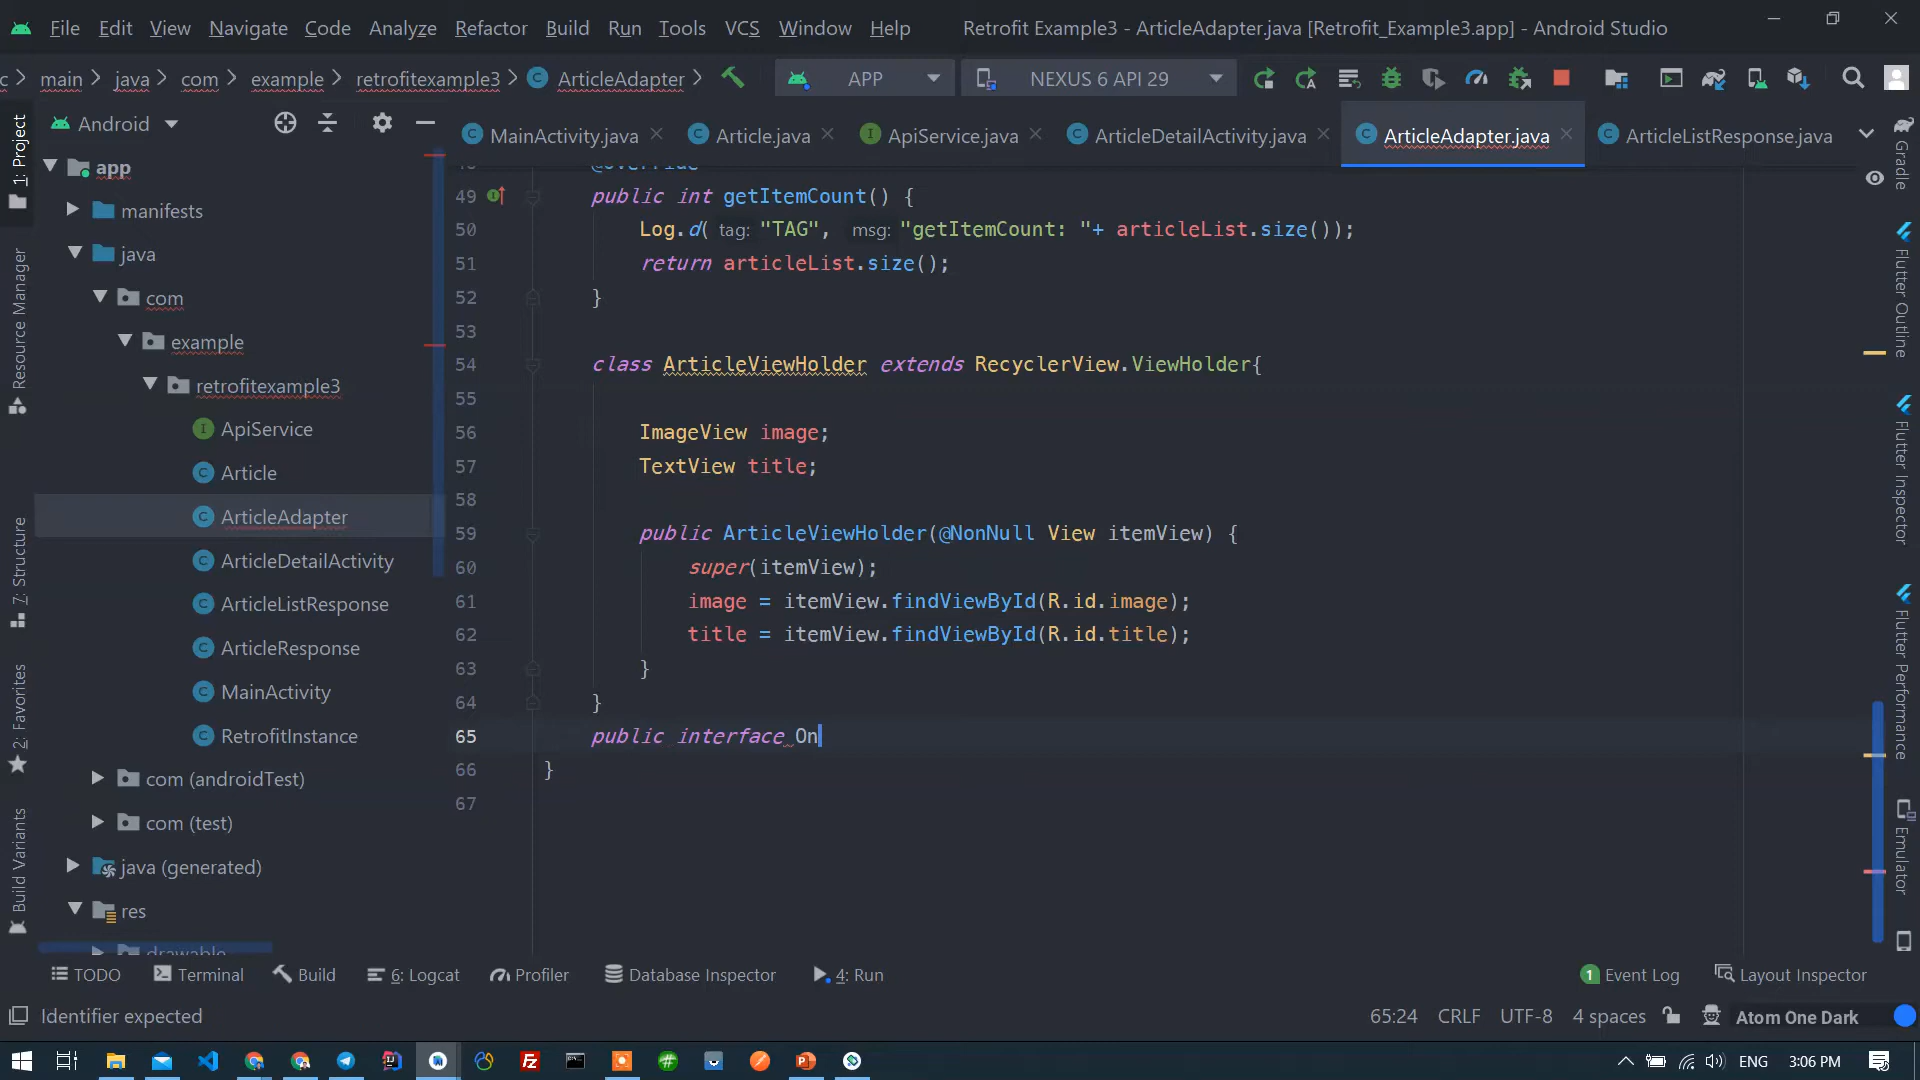 File Edit View Navigate Code Analyze Refactor Build Run Tools VCS Window Help Retrofit Example3 - ArticleAdapter.java [Retrofit_Example3.app] - Android Studio
c main java com example retrofitexample3 ArticleAdapter APP NEXUS 6 API 29
Android
MainActivity.java Article.java ApiService.java ArticleDetailActivity.java ArticleAdapter.java ArticleListResponse.java
1: Project
Resource Manager
7: Structure
2: Favorites
Build Variants
app
manifests
java
com
example
retrofitexample3
ApiService
Article
ArticleAdapter
ArticleDetailActivity
ArticleListResponse
ArticleResponse
MainActivity
RetrofitInstance
com (androidTest)
com (test)
java (generated)
res
drawable
@Override
49 public int getItemCount() {
50 Log.d( tag: "TAG", msg: "getItemCount: "+ articleList.size());
51 return articleList.size();
52 }
53
54 class ArticleViewHolder extends RecyclerView.ViewHolder{
55
56 ImageView image;
57 TextView title;
58
59 public ArticleViewHolder(@NonNull View itemView) {
60 super(itemView);
61 image = itemView.findViewById(R.id.image);
62 title = itemView.findViewById(R.id.title);
63 }
64 }
65 public interface On
66 }
67
Gradle
Flutter Outline
Flutter Inspector
Flutter Performance
Emulator
TODO Terminal Build 6: Logcat Profiler Database Inspector 4: Run 1 Event Log Layout Inspector
Identifier expected 65:24 CRLF UTF-8 4 spaces Atom One Dark
ENG 3:06 PM